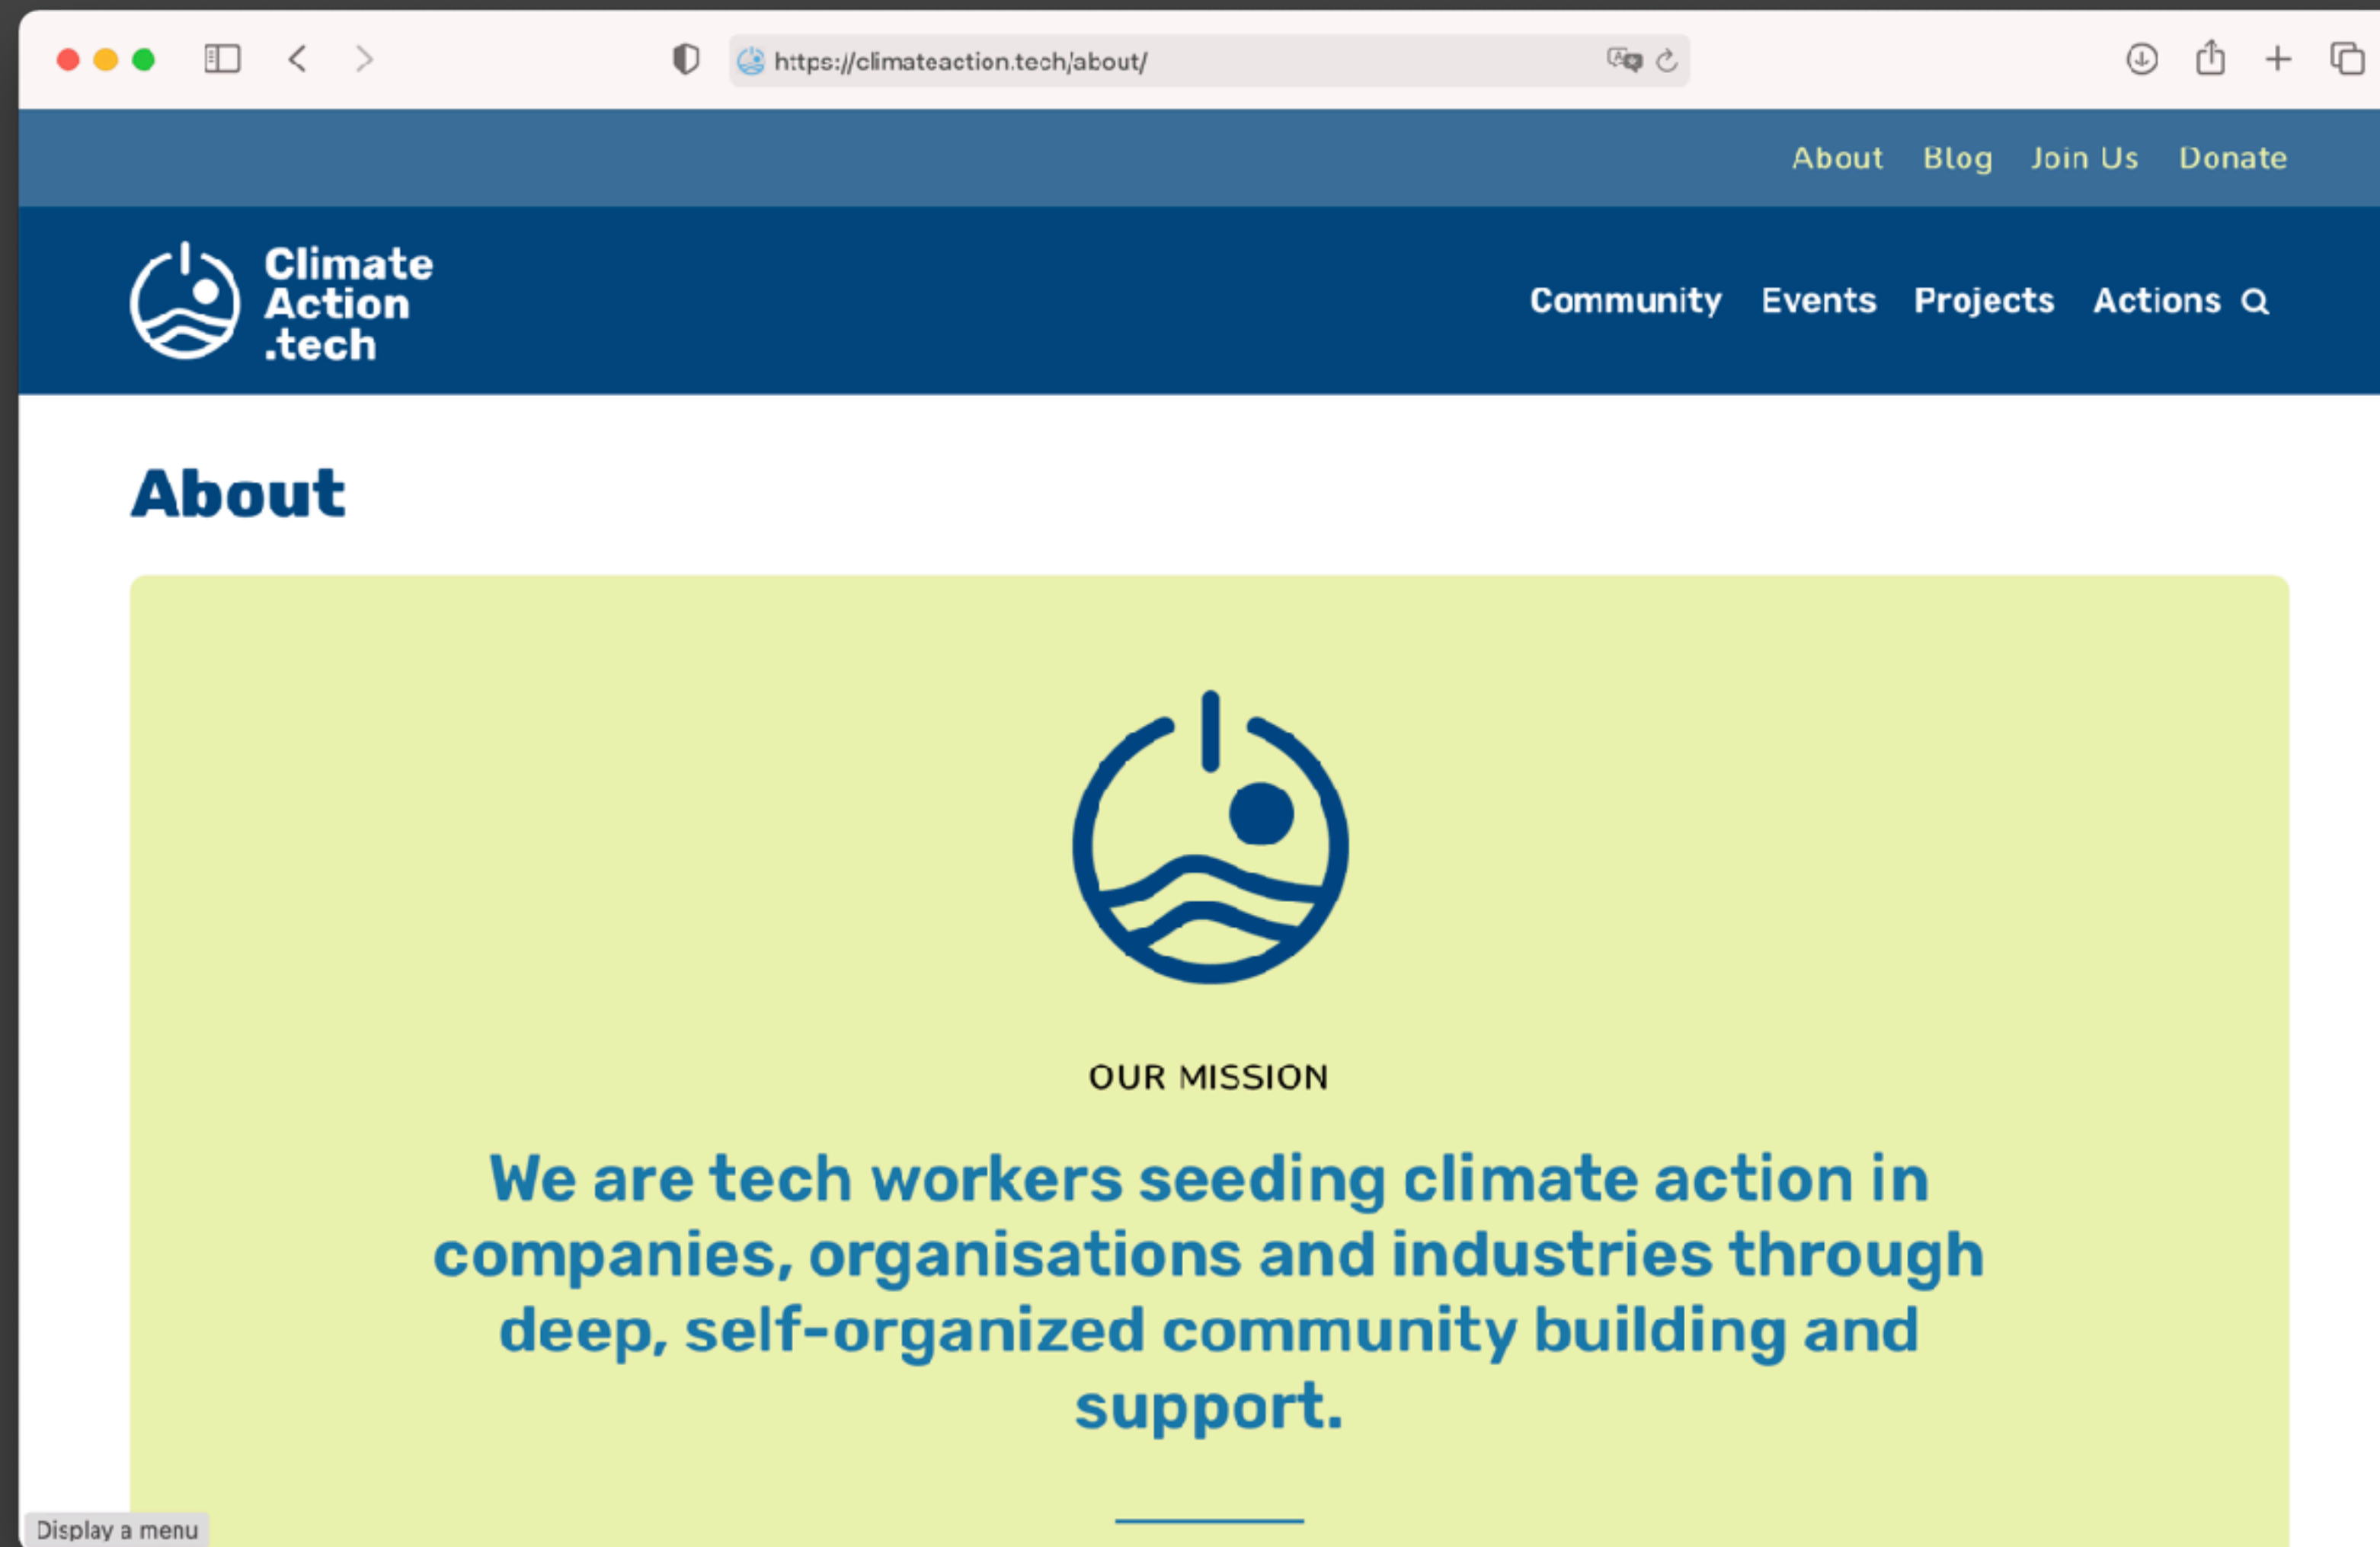 https://climateaction.tech/about/
About Blog Join Us Donate
Climate
Action
.tech
Community Events Projects Actions
About
OUR MISSION
We are tech workers seeding climate action in
companies, organisations and industries through
deep, self-organized community building and
support.
Display a menu